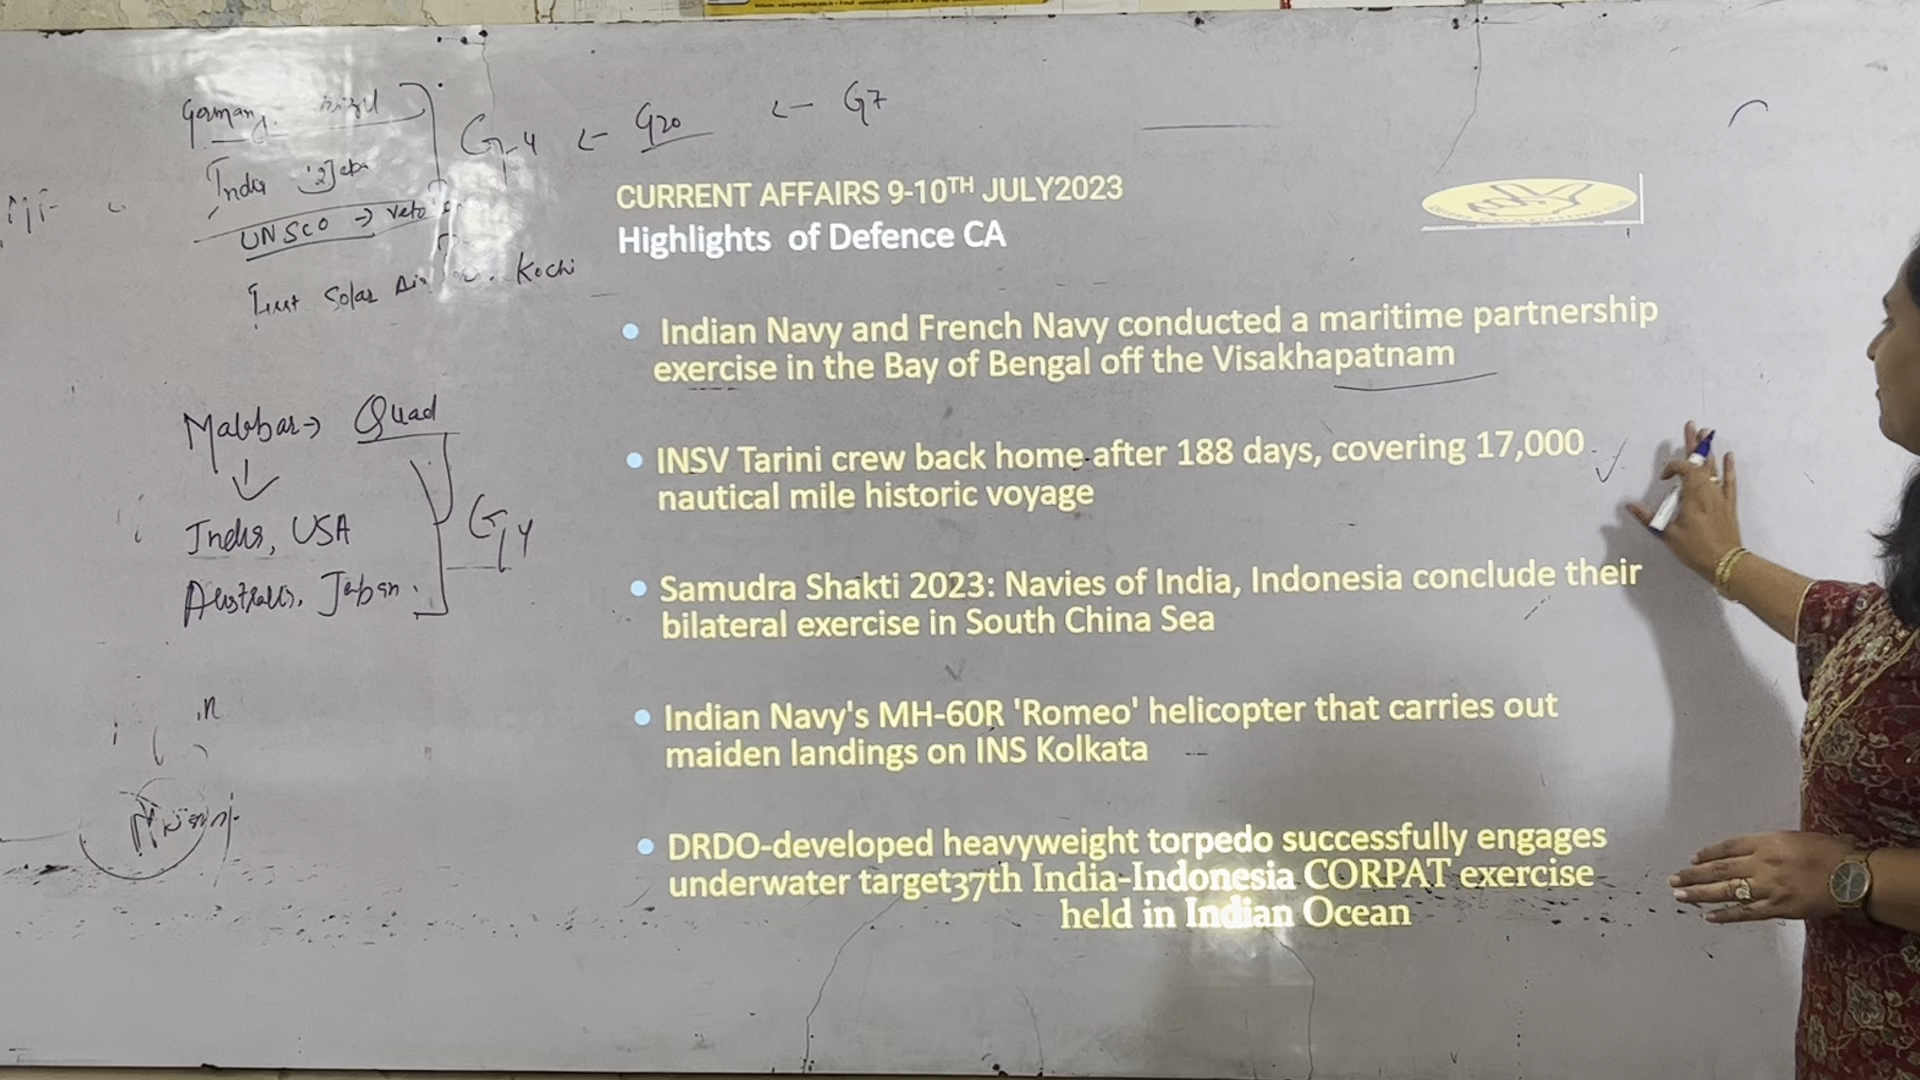 Germany.
India
G-4 ← G20 ← G7
UNSCO → Veto
Solar Kochi
CURRENT AFFAIRS 9-10TH JULY2023
Highlights of Defence CA
Indian Navy and French Navy conducted a maritime partnership
exercise in the Bay of Bengal off the Visakhapatnam
Malabar → Quad
India, USA
Australia, Japan.
G4
INSV Tarini crew back home after 188 days, covering 17,000
nautical mile historic voyage
Samudra Shakti 2023: Navies of India, Indonesia conclude their
bilateral exercise in South China Sea
Indian Navy's MH-60R 'Romeo' helicopter that carries out
maiden landings on INS Kolkata
DRDO-developed heavyweight torpedo successfully engages
underwater target37th India-Indonesia CORPAT exercise
held in Indian Ocean